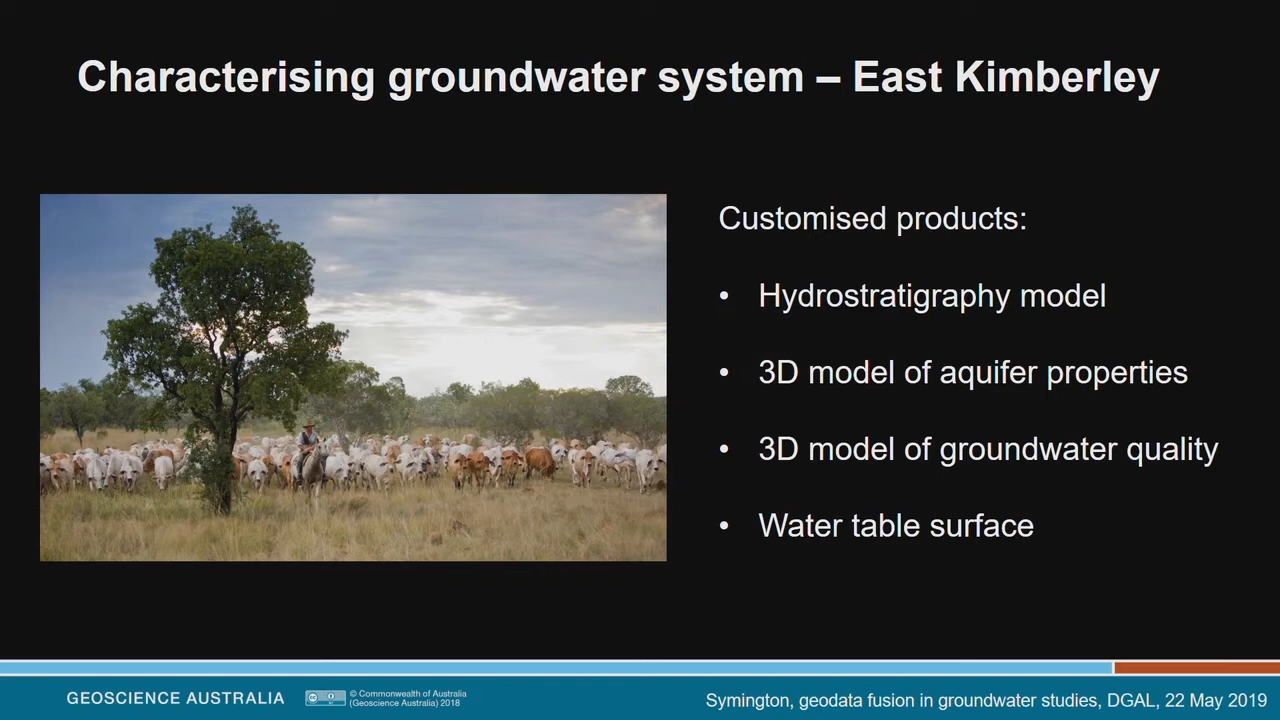 Characterising groundwater system – East Kimberley
Customised products:
• Hydrostratigraphy model
• 3D model of aquifer properties
• 3D model of groundwater quality
• Water table surface
GEOSCIENCE AUSTRALIA
© Commonwealth of Australia
(Geoscience Australia) 2018
Symington, geodata fusion in groundwater studies, DGAL, 22 May 2019